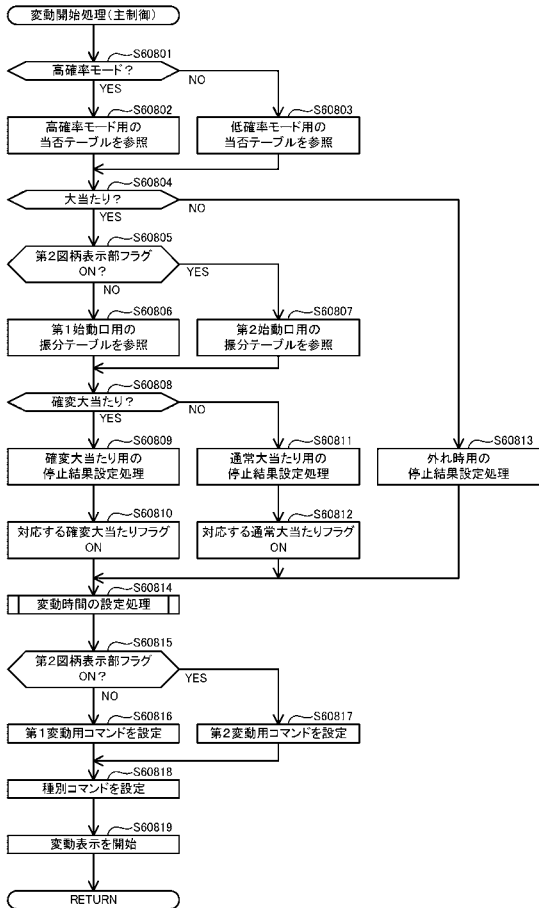 変動開始処理(主制御)
S60801
高確率モード?
YES
NO
S60802
高確率モード用の
当否テーブルを参照
S60803
低確率モード用の
当否テーブルを参照
S60804
大当たり?
YES
NO
S60805
第2図柄表示部フラグ
ON?
YES
NO
S60806
第1始動口用の
振分テーブルを参照
S60807
第2始動口用の
振分テーブルを参照
S60808
確変大当たり?
YES
NO
S60809
確変大当たり用の
停止結果設定処理
S60811
通常大当たり用の
停止結果設定処理
S60813
外れ時用の
停止結果設定処理
S60810
対応する確変大当たりフラグ
ON
S60812
対応する通常大当たりフラグ
ON
S60814
変動時間の設定処理
S60815
第2図柄表示部フラグ
ON?
YES
NO
S60816
第1変動用コマンドを設定
S60817
第2変動用コマンドを設定
S60818
種別コマンドを設定
S60819
変動表示を開始
RETURN